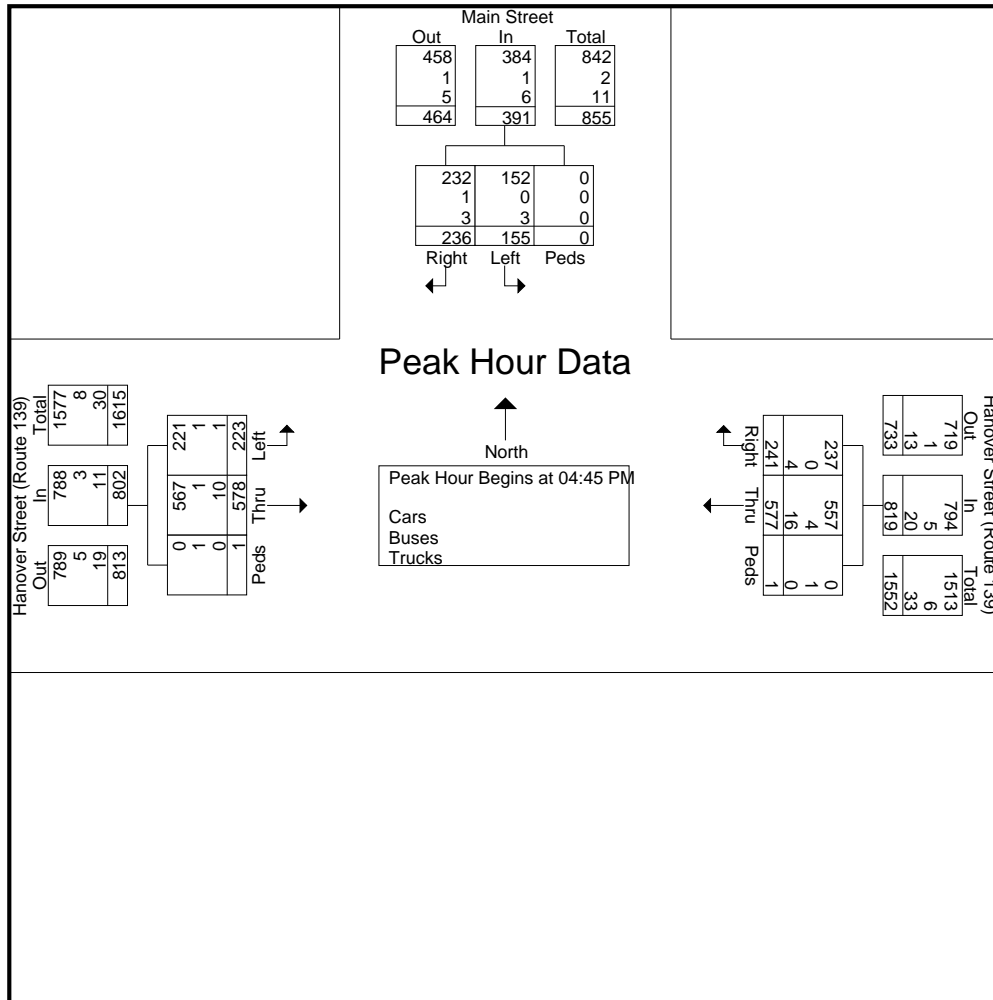 Main Street
Out In Total
458 384 842
1 1 2
5 6 11
464 391 855
232 152 0
1 0 0
3 3 0
236 155 0
Right Left Peds
Peak Hour Data
North
Peak Hour Begins at 04:45 PM
Cars
Buses
Trucks
Hanover Street (Route 139)
Out In Total
789 788 1577
5 3 8
19 11 30
813 802 1615
0 567 221
1 1 1
0 10 1
1 578 223
Peds Thru Left
Hanover Street (Route 139)
Out In Total
719 794 1513
1 5 6
13 20 33
733 819 1552
237 557 0
0 4 1
4 16 0
241 577 1
Right Thru Peds